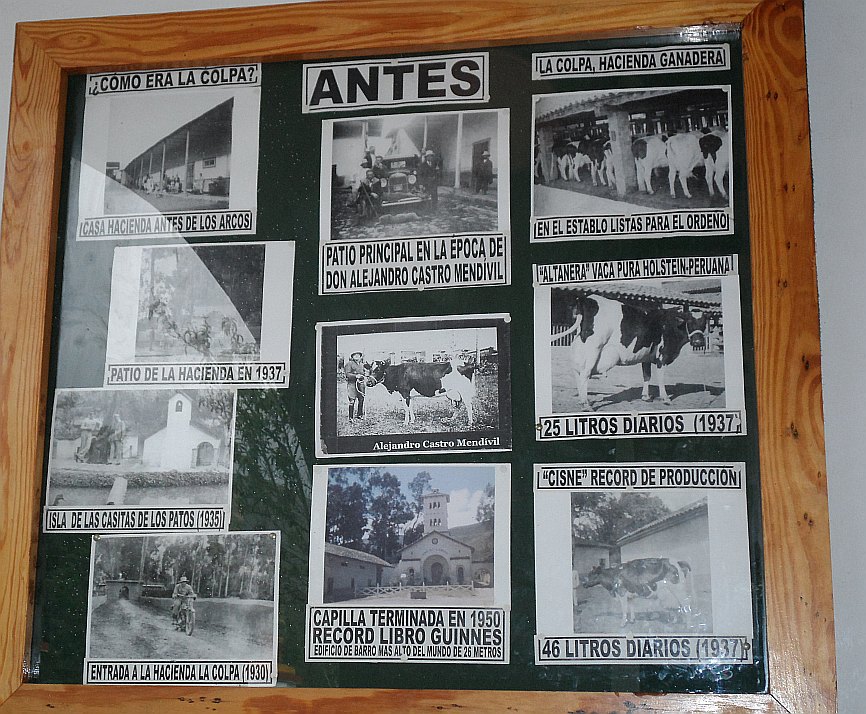 ¿CÓMO ERA LA COLPA?
CASA HACIENDA ANTES DE LOS ARCOS
PATIO DE LA HACIENDA EN 1937
ISLA DE LAS CASITAS DE LOS PATOS (1935)
ENTRADA A LA HACIENDA LA COLPA (1930)
ANTES
PATIO PRINCIPAL EN LA ÉPOCA DE
DON ALEJANDRO CASTRO MENDÍVIL
Alejandro Castro Mendívil
CAPILLA TERMINADA EN 1950
RECORD LIBRO GUINNES
EDIFICIO DE BARRO MAS ALTO DEL MUNDO DE 26 METROS
LA COLPA, HACIENDA GANADERA
EN EL ESTABLO LISTAS PARA EL ORDEÑO
"ALTANERA" VACA PURA HOLSTEIN-PERUANA
25 LITROS DIARIOS (1937)
"CISNE" RECORD DE PRODUCCIÓN
46 LITROS DIARIOS (1937)